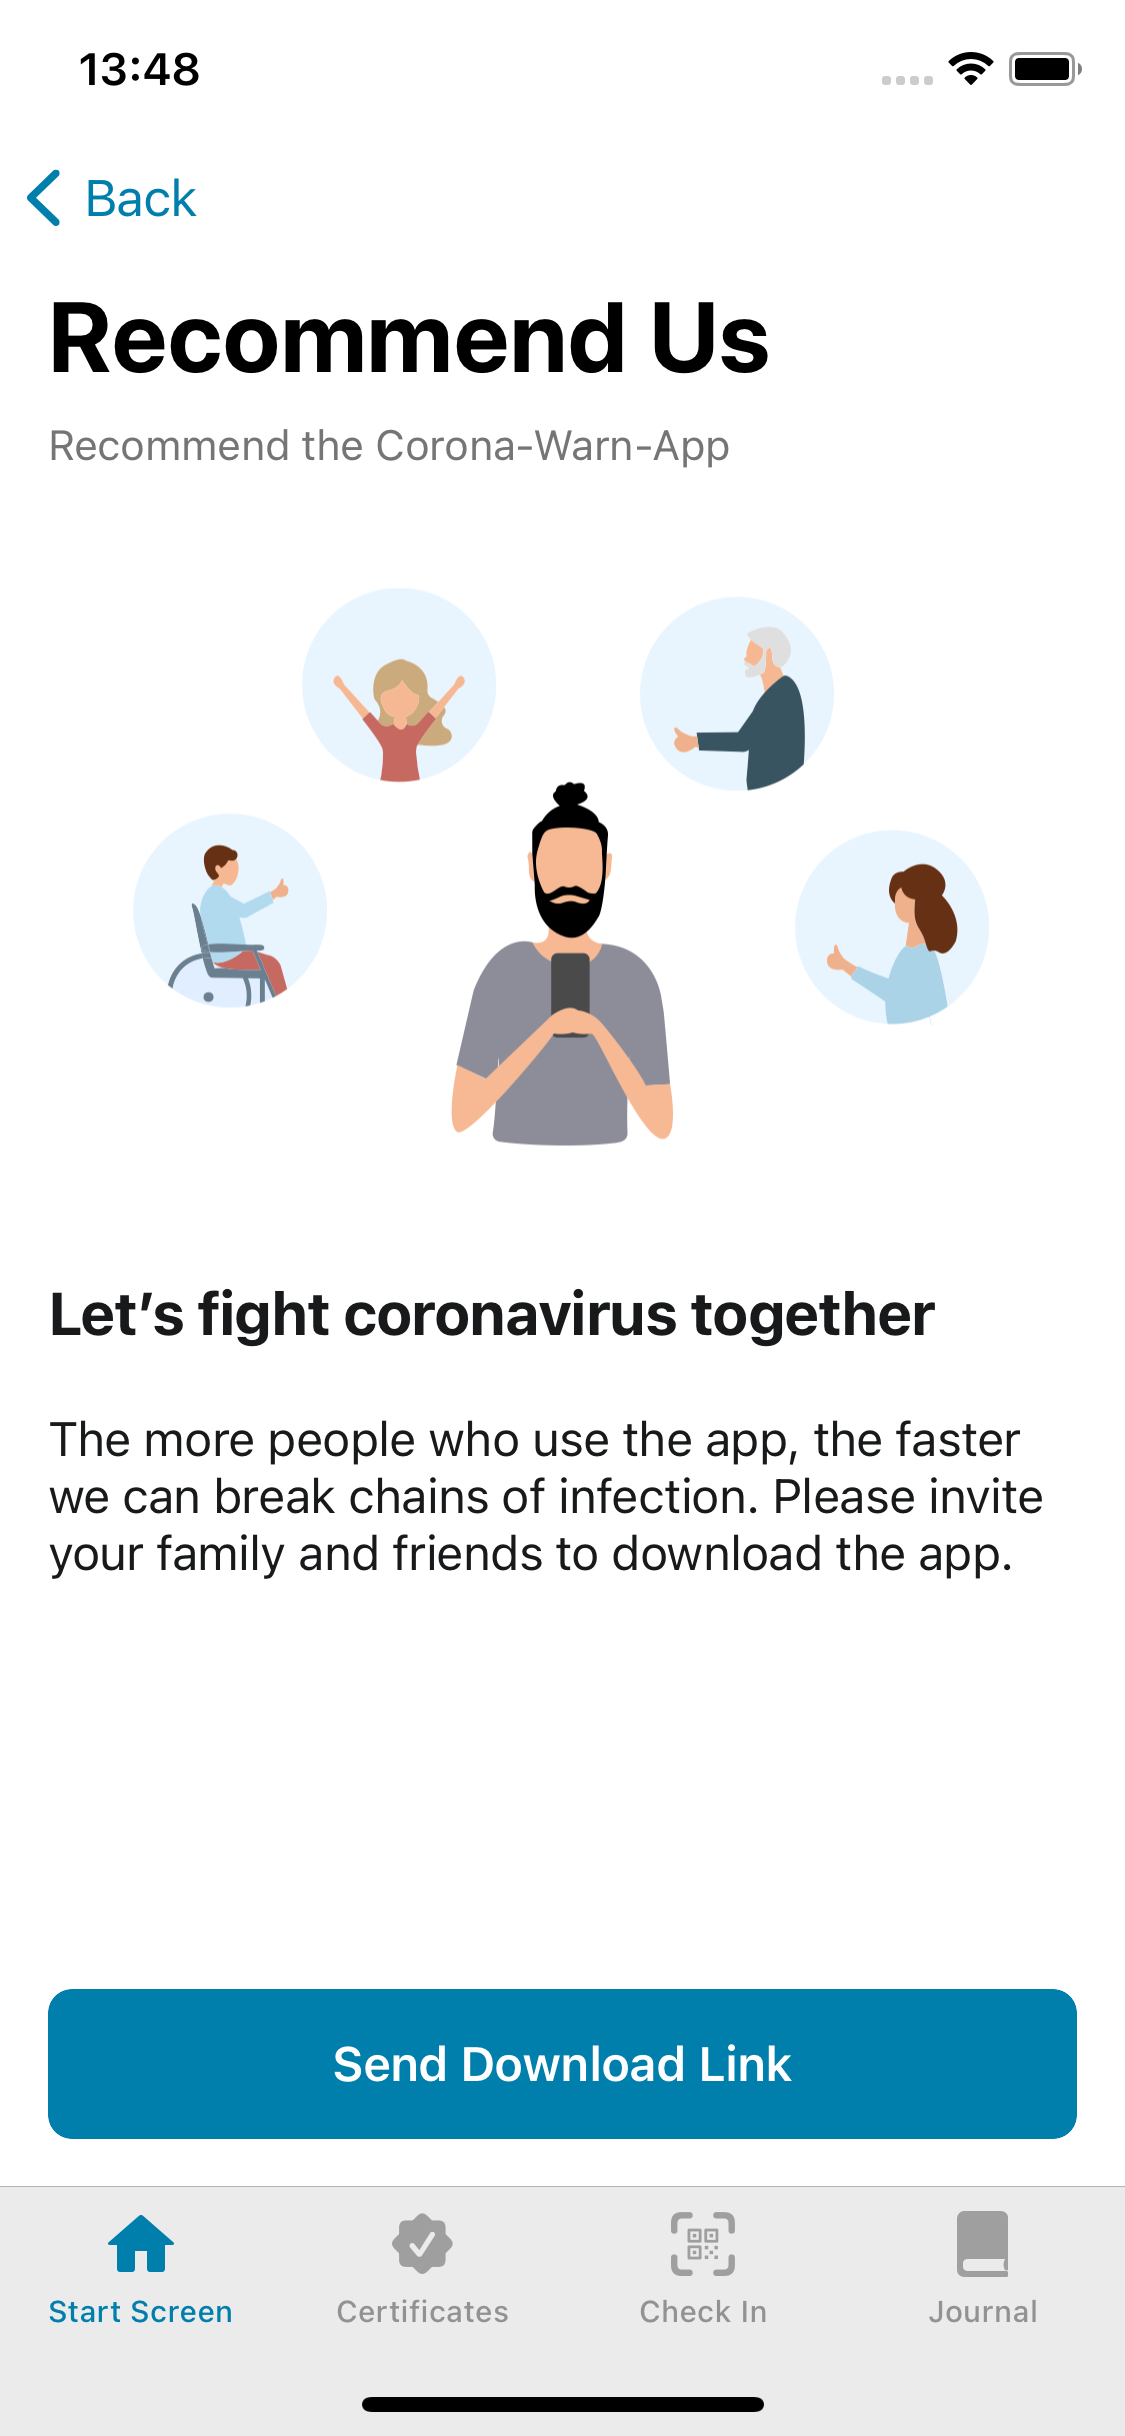 13:48
Back
Recommend Us
Recommend the Corona-Warn-App
Let’s fight coronavirus together
The more people who use the app, the faster
we can break chains of infection. Please invite
your family and friends to download the app.
Send Download Link
Start Screen
Certificates
Check In
Journal